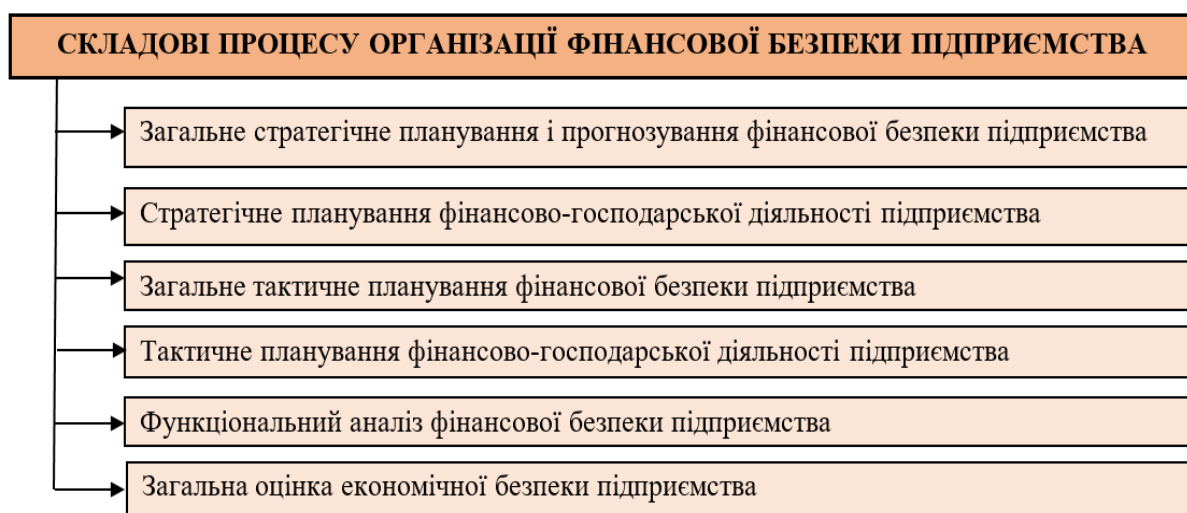 СКЛАДОВІ ПРОЦЕСУ ОРГАНІЗАЦІЇ ФІНАНСОВОЇ БЕЗПЕКИ ПІДПРИЄМСТВА
Загальне стратегічне планування і прогнозування фінансової безпеки підприємства
Стратегічне планування фінансово-господарської діяльності підприємства
Загальне тактичне планування фінансової безпеки підприємства
Тактичне планування фінансово-господарської діяльності підприємства
Функціональний аналіз фінансової безпеки підприємства
Загальна оцінка економічної безпеки підприємства